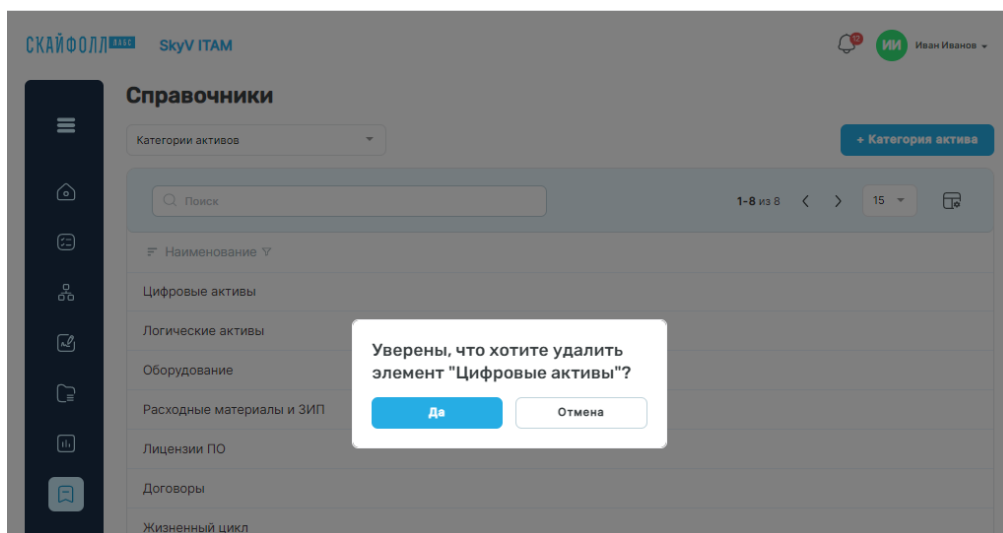 СКАЙФОЛЛ SkyV ITAM
ИИ Иван Иванов
Справочники
Категории активов
+ Категория актива
Поиск
1-8 из 8
15
Наименование
Цифровые активы
Логические активы
Оборудование
Расходные материалы и ЗИП
Лицензии ПО
Договоры
Жизненный цикл
Уверены, что хотите удалить
элемент "Цифровые активы"?
Да
Отмена